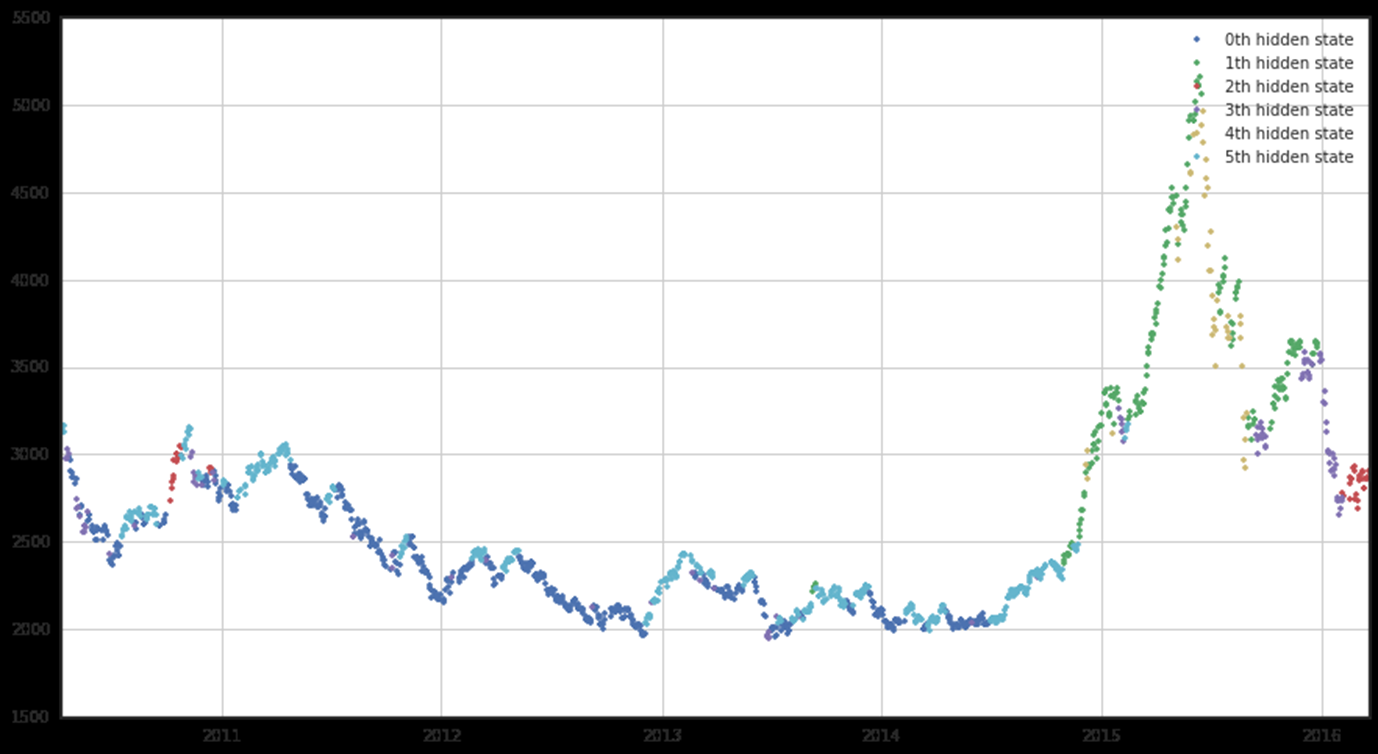 5500
5000
4500
4000
3500
3000
2500
2000
1500
2011
2012
2013
2014
2015
2016
0th hidden state
1th hidden state
2th hidden state
3th hidden state
4th hidden state
5th hidden state